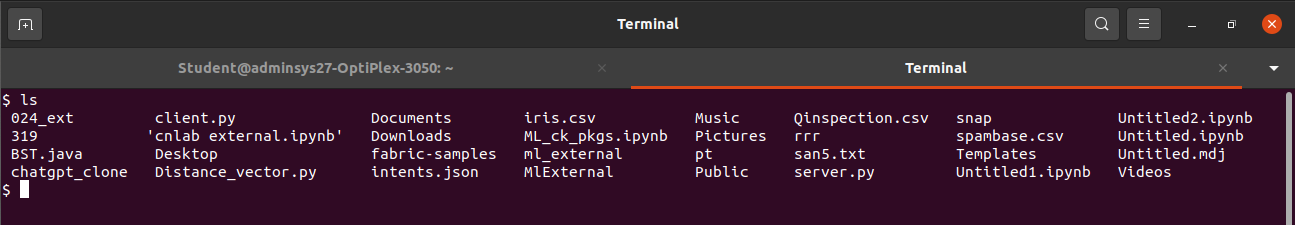 Terminal
Student@adminsys27-OptiPlex-3050: ~ Terminal
$ ls
024_ext client.py Documents iris.csv Music Qinspection.csv snap Untitled2.ipynb
319 'cnlab external.ipynb' Downloads ML_ck_pkgs.ipynb Pictures rrr spambase.csv Untitled.ipynb
BST.java Desktop fabric-samples ml_external pt san5.txt Templates Untitled.mdj
chatgpt_clone Distance_vector.py intents.json MlExternal Public server.py Untitled1.ipynb Videos
$